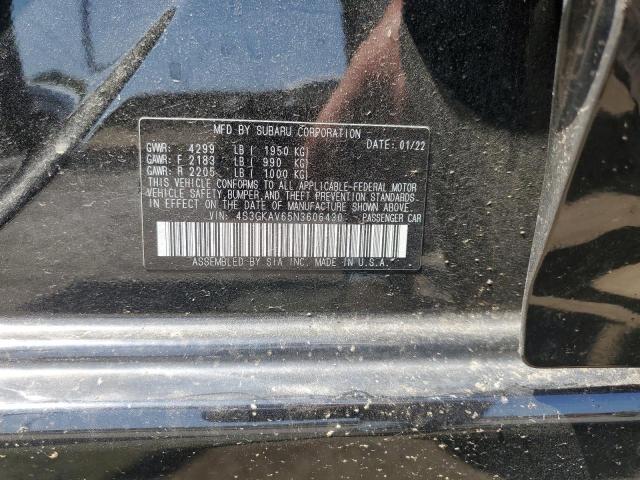 MFD BY SUBARU CORPORATION
DATE: 01/22
GVWR: 4299 LB ( 1950 KG)
GAWR: F 2183 LB ( 990 KG)
GAWR: R 2205 LB ( 1000 KG)
THIS VEHICLE CONFORMS TO ALL APPLICABLE-FEDERAL MOTOR
VEHICLE SAFETY, BUMPER, AND THEFT PREVENTION STANDARDS
IN EFFECT ON THE DATE OF MANUFACTURE SHOWN ABOVE.
VIN: 4S3GKAV65N3606430 PASSENGER CAR
ASSEMBLED BY SIA INC. MADE IN U.S.A.